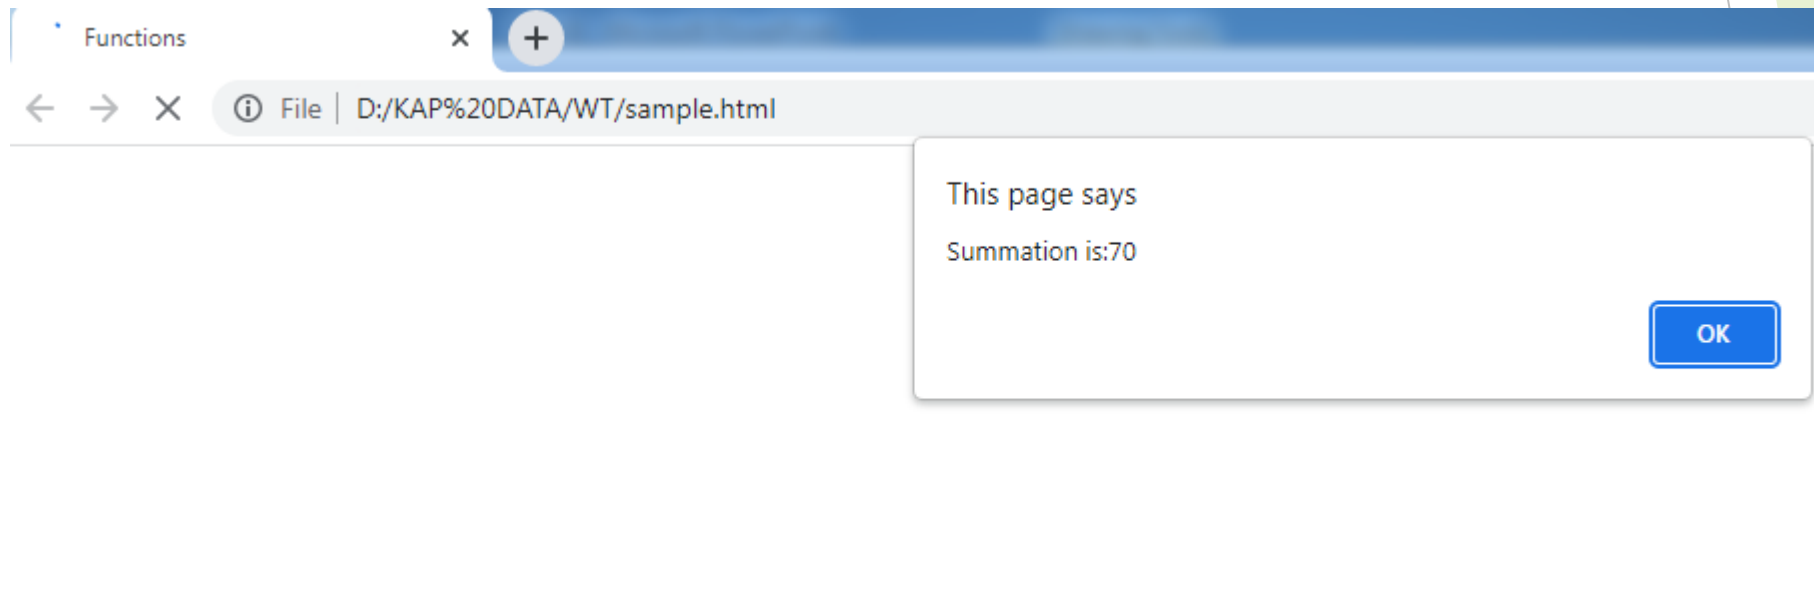 Functions
File D:/KAP%20DATA/WT/sample.html
This page says
Summation is:70
OK